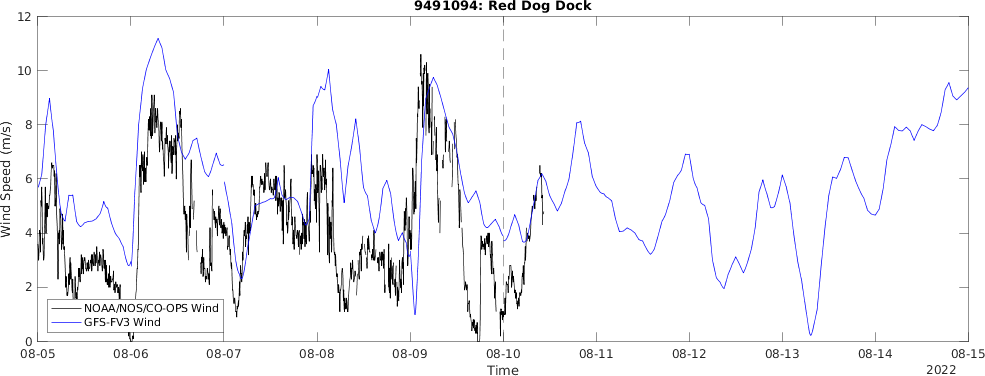 9491094: Red Dog Dock
Wind Speed (m/s)
12
10
8
6
4
2
0
NOAA/NOS/CO-OPS Wind
GFS-FV3 Wind
08-05 08-06 08-07 08-08 08-09 08-10 08-11 08-12 08-13 08-14 08-15
Time
2022